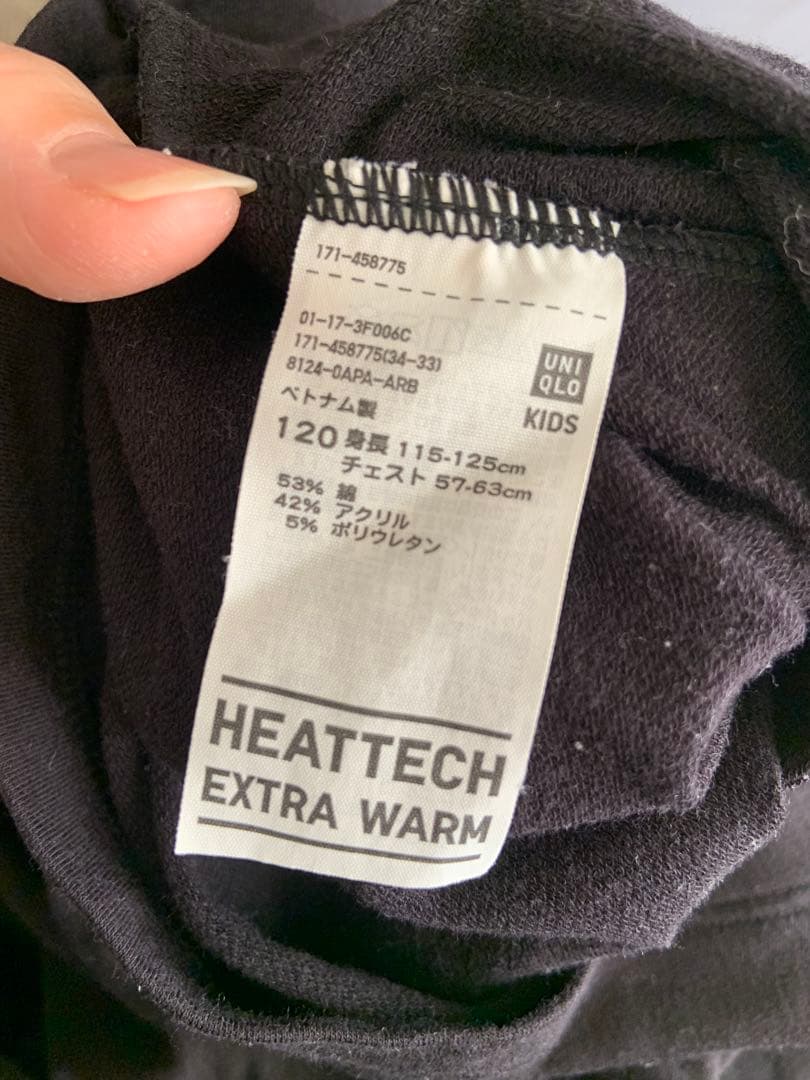 171-458775
01-17-3F006C
171-458775(34-33)
8124-0APA-ARB
ベトナム製
UNI
QLO
KIDS
120 身長 115-125cm
チェスト 57-63cm
53% 綿
42% アクリル
5% ポリウレタン
HEATTECH
EXTRA WARM